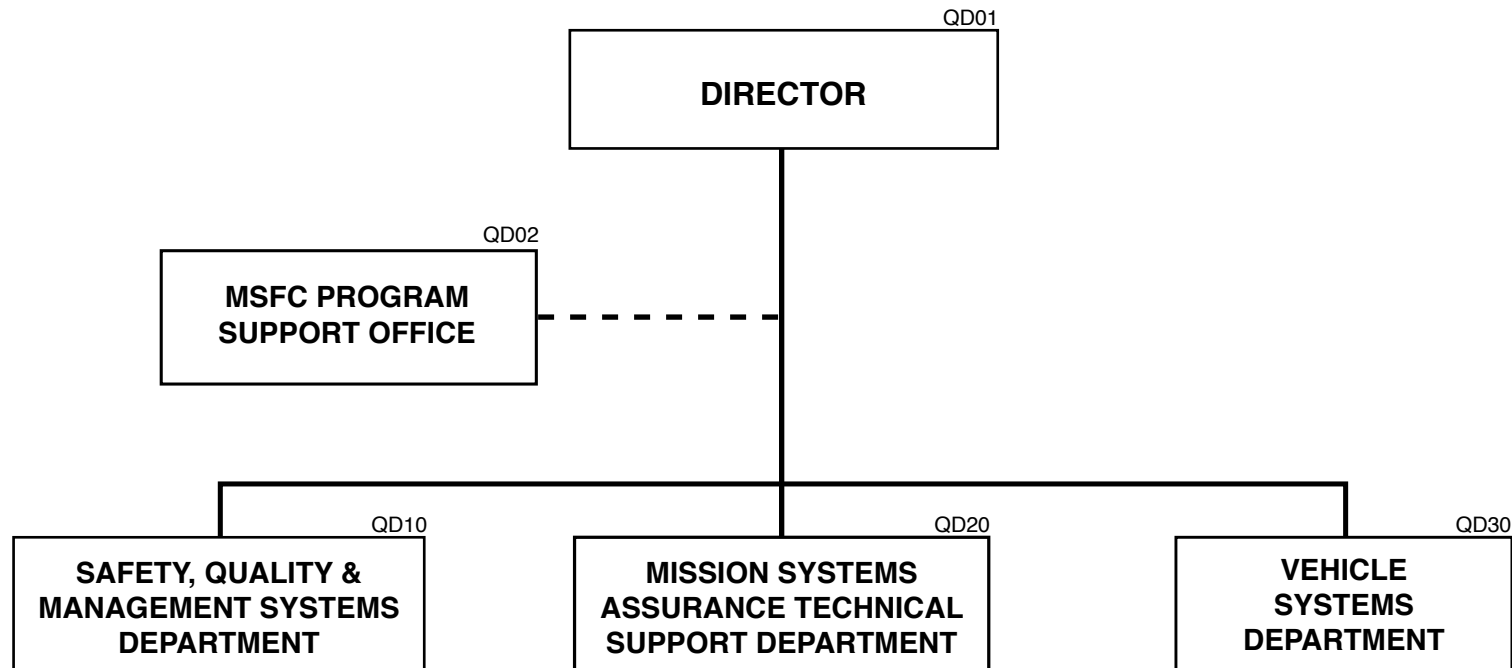 QD01
DIRECTOR
QD02
MSFC PROGRAM
SUPPORT OFFICE
QD10
SAFETY, QUALITY &
MANAGEMENT SYSTEMS
DEPARTMENT
QD20
MISSION SYSTEMS
ASSURANCE TECHNICAL
SUPPORT DEPARTMENT
QD30
VEHICLE
SYSTEMS
DEPARTMENT